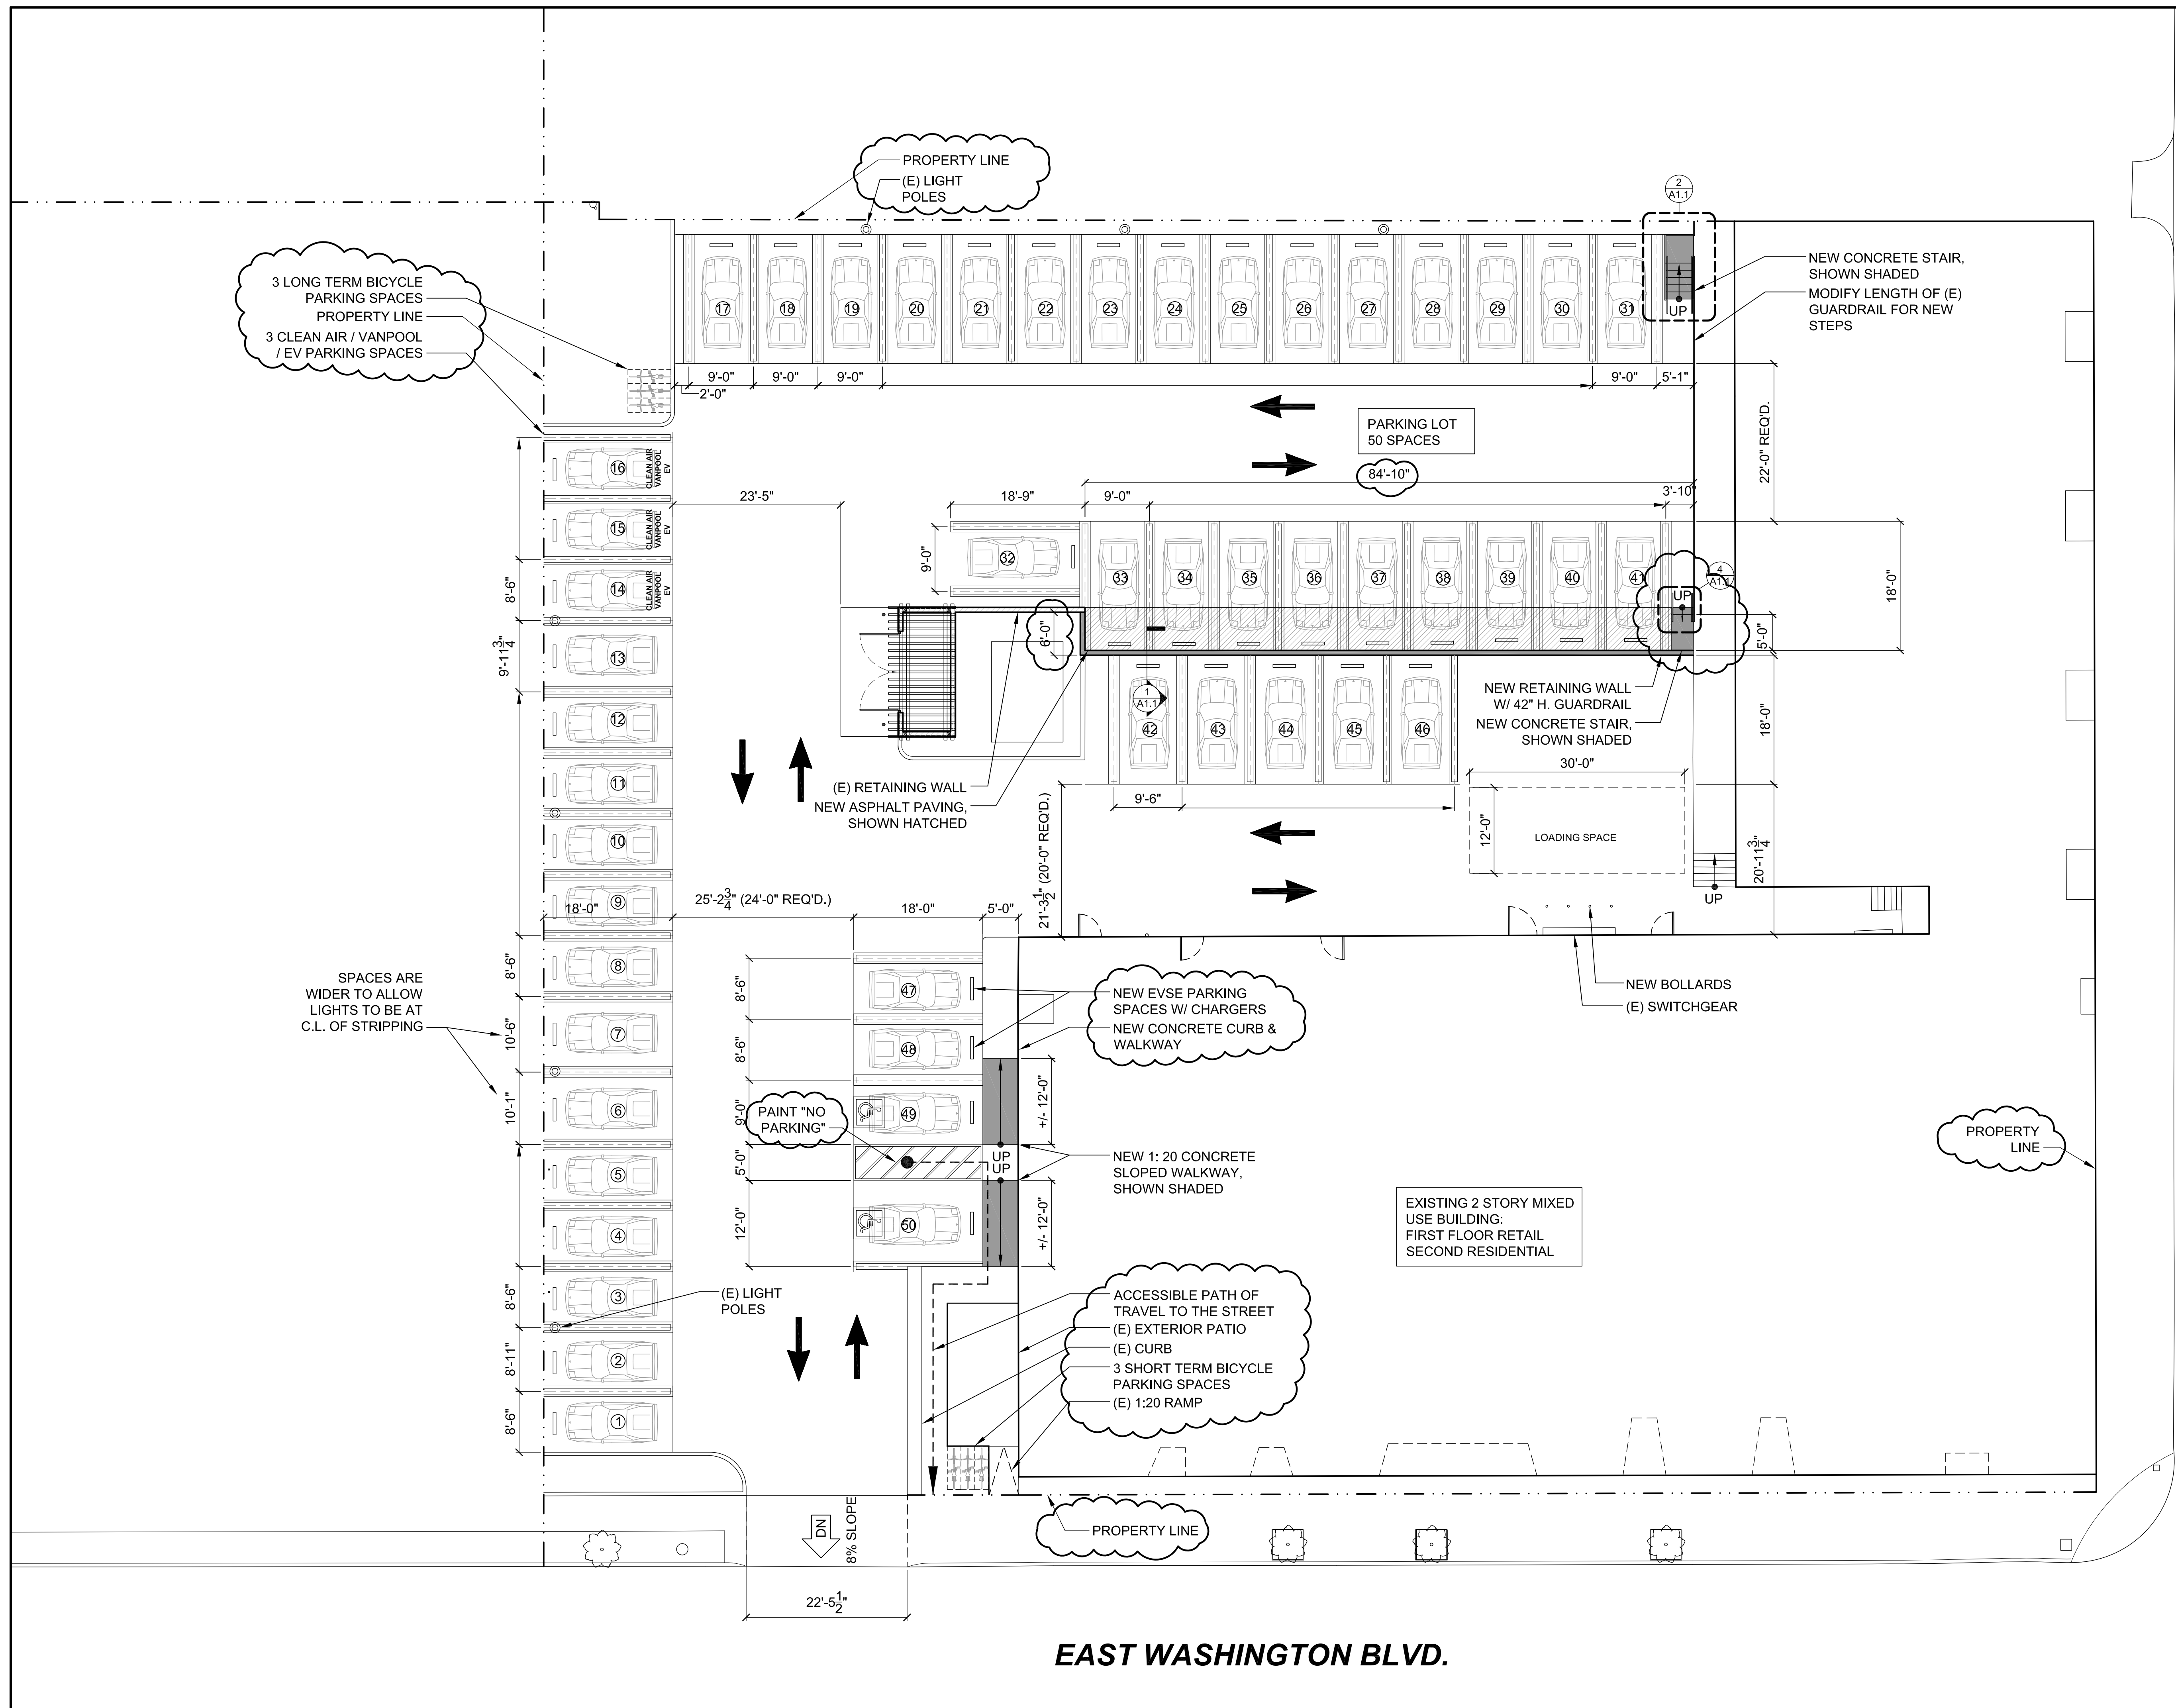 PROPERTY LINE
(E) LIGHT
POLES
2
A1.1
3 LONG TERM BICYCLE
PARKING SPACES
PROPERTY LINE
3 CLEAN AIR / VANPOOL
/ EV PARKING SPACES
NEW CONCRETE STAIR,
SHOWN SHADED
MODIFY LENGTH OF (E)
GUARDRAIL FOR NEW
STEPS
17
18
19
20
21
22
23
24
25
26
27
28
29
30
31
UP
9'-0"
9'-0"
9'-0"
9'-0"
5'-1"
2'-0"
22'-0" REQ'D.
PARKING LOT
50 SPACES
84'-10"
16
CLEAN AIR
VANPOOL
EV
15
CLEAN AIR
VANPOOL
EV
14
CLEAN AIR
VANPOOL
EV
8'-6"
23'-5"
18'-9"
9'-0"
3'-10"
9'-0"
32
33
34
35
36
37
38
39
40
41
4
A1.1
UP
18'-0"
5'-0"
6'-0"
13
9'-11 3/4"
12
11
10
9
1
A1.1
42
43
44
45
46
NEW RETAINING WALL
W/ 42" H. GUARDRAIL
NEW CONCRETE STAIR,
SHOWN SHADED
18'-0"
(E) RETAINING WALL
NEW ASPHALT PAVING,
SHOWN HATCHED
9'-6"
30'-0"
12'-0"
LOADING SPACE
20'-11 3/4"
UP
21'-3 1/2" (20'-0" REQ'D.)
18'-0"
25'-2 3/4" (24'-0" REQ'D.)
18'-0"
5'-0"
SPACES ARE
WIDER TO ALLOW
LIGHTS TO BE AT
C.L. OF STRIPPING
8'-6"
8
10'-6"
7
10'-1"
6
5
4
8'-6"
3
8'-11"
2
8'-6"
1
8'-6"
47
8'-6"
48
9'-0"
49
5'-0"
12'-0"
50
PAINT "NO
PARKING"
NEW EVSE PARKING
SPACES W/ CHARGERS
NEW CONCRETE CURB &
WALKWAY
+/- 12'-0"
UP
UP
+/- 12'-0"
NEW 1: 20 CONCRETE
SLOPED WALKWAY,
SHOWN SHADED
NEW BOLLARDS
(E) SWITCHGEAR
PROPERTY
LINE
EXISTING 2 STORY MIXED
USE BUILDING:
FIRST FLOOR RETAIL
SECOND RESIDENTIAL
(E) LIGHT
POLES
ACCESSIBLE PATH OF
TRAVEL TO THE STREET
(E) EXTERIOR PATIO
(E) CURB
3 SHORT TERM BICYCLE
PARKING SPACES
(E) 1:20 RAMP
PROPERTY LINE
DN
8% SLOPE
22'-5 1/2"
EAST WASHINGTON BLVD.